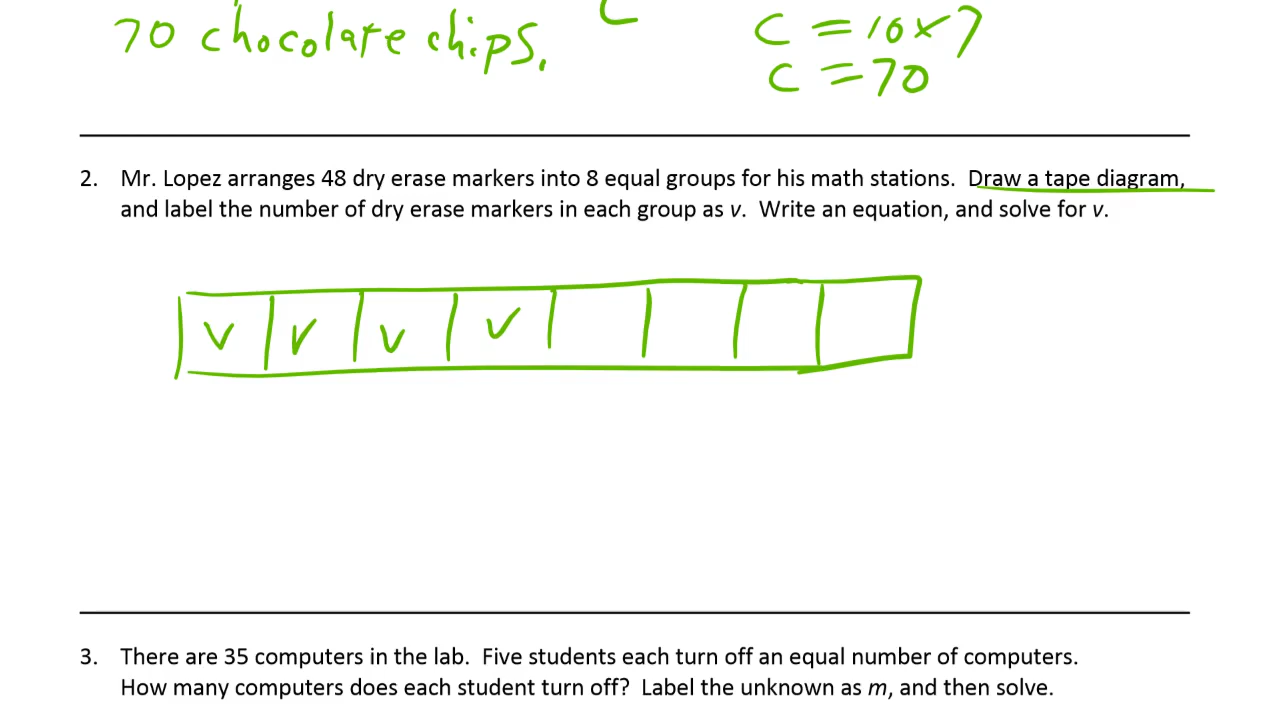 70 chocolate chips.
C = 10 x 7
C = 70
2. Mr. Lopez arranges 48 dry erase markers into 8 equal groups for his math stations. Draw a tape diagram,
and label the number of dry erase markers in each group as v. Write an equation, and solve for v.
v v v v
3. There are 35 computers in the lab. Five students each turn off an equal number of computers.
How many computers does each student turn off? Label the unknown as m, and then solve.